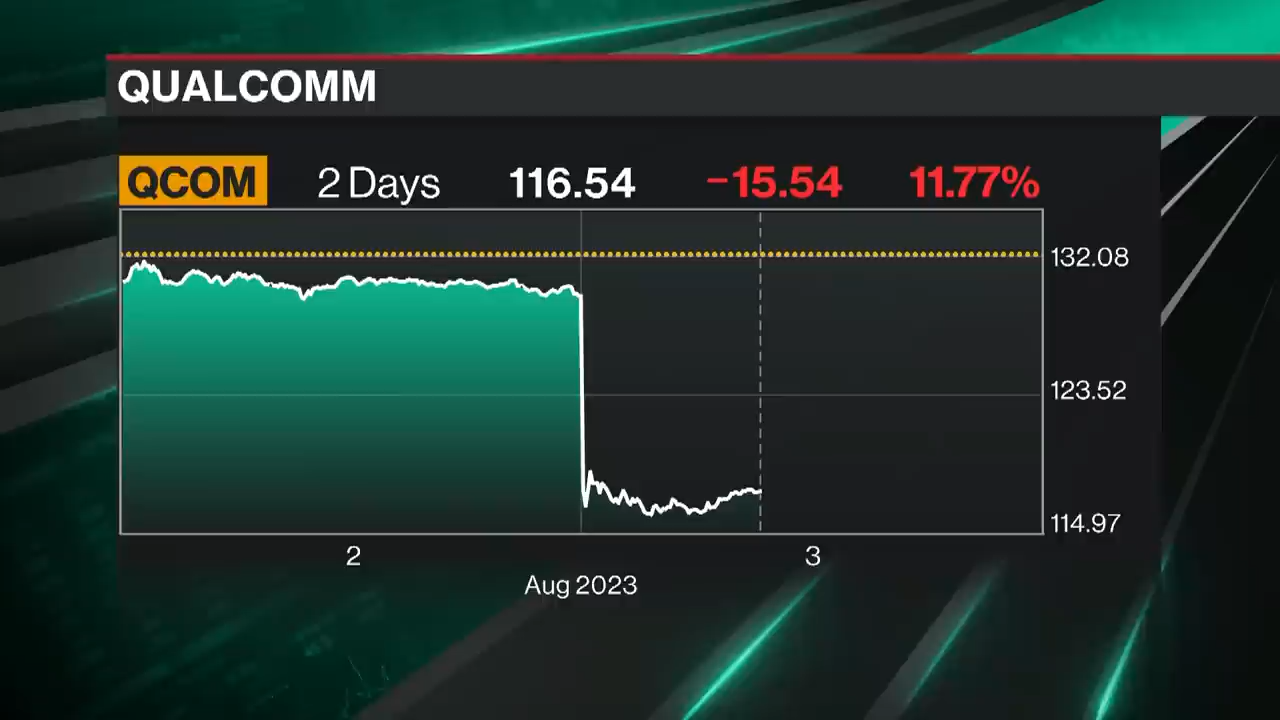 QUALCOMM
QCOM 2 Days 116.54 −15.54 11.77%
132.08
123.52
114.97
2 3
Aug 2023